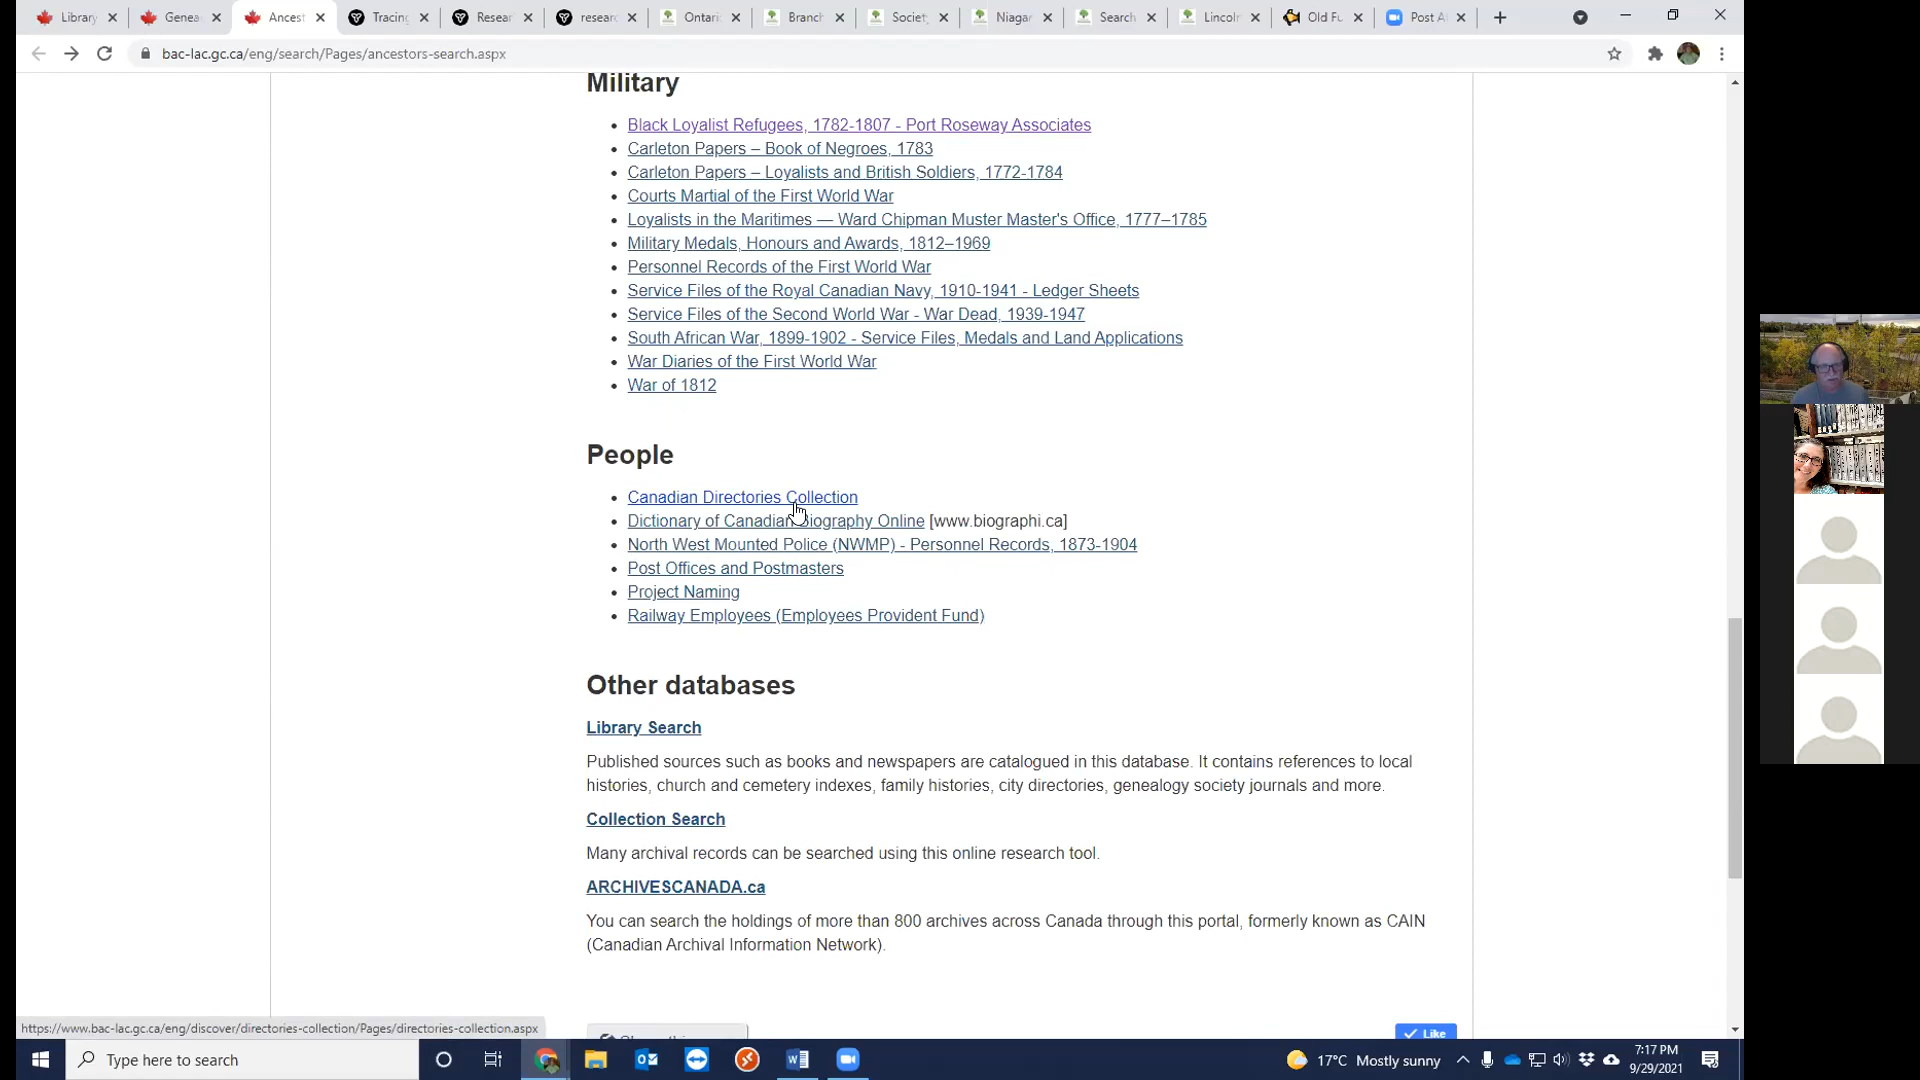 Library
Genea
Ancest
Tracing
Resear
researc
Ontari
Branch
Society
Niagar
Search
Lincoln
Old Fu
Post A
bac-lac.gc.ca/eng/search/Pages/ancestors-search.aspx
Military
Black Loyalist Refugees, 1782-1807 - Port Roseway Associates
Carleton Papers – Book of Negroes, 1783
Carleton Papers – Loyalists and British Soldiers, 1772-1784
Courts Martial of the First World War
Loyalists in the Maritimes — Ward Chipman Muster Master's Office, 1777–1785
Military Medals, Honours and Awards, 1812–1969
Personnel Records of the First World War
Service Files of the Royal Canadian Navy, 1910-1941 - Ledger Sheets
Service Files of the Second World War - War Dead, 1939-1947
South African War, 1899-1902 - Service Files, Medals and Land Applications
War Diaries of the First World War
War of 1812
People
Canadian Directories Collection
Dictionary of Canadian Biography Online [www.biographi.ca]
North West Mounted Police (NWMP) - Personnel Records, 1873-1904
Post Offices and Postmasters
Project Naming
Railway Employees (Employees Provident Fund)
Other databases
Library Search
Published sources such as books and newspapers are catalogued in this database. It contains references to local
histories, church and cemetery indexes, family histories, city directories, genealogy society journals and more.
Collection Search
Many archival records can be searched using this online research tool.
ARCHIVESCANADA.ca
You can search the holdings of more than 800 archives across Canada through this portal, formerly known as CAIN
(Canadian Archival Information Network).
Like
https://www.bac-lac.gc.ca/eng/discover/directories-collection/Pages/directories-collection.aspx
Type here to search
17°C Mostly sunny
7:17 PM
9/29/2021